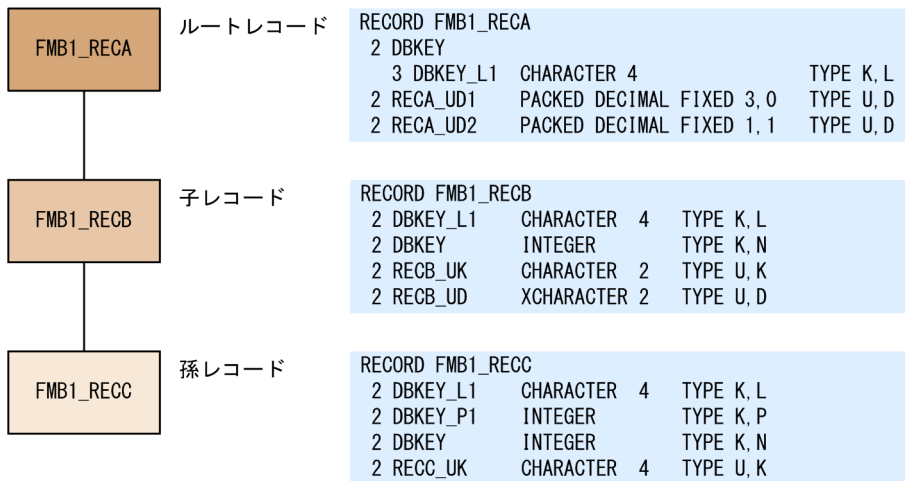 FMB1_RECA
ルートレコード
RECORD FMB1_RECA
2 DBKEY
3 DBKEY_L1 CHARACTER 4 TYPE K,L
2 RECA_UD1 PACKED DECIMAL FIXED 3,0 TYPE U,D
2 RECA_UD2 PACKED DECIMAL FIXED 1,1 TYPE U,D
FMB1_RECB
子レコード
RECORD FMB1_RECB
2 DBKEY_L1 CHARACTER 4 TYPE K,L
2 DBKEY INTEGER TYPE K,N
2 RECB_UK CHARACTER 2 TYPE U,K
2 RECB_UD XCHARACTER 2 TYPE U,D
FMB1_RECC
孫レコード
RECORD FMB1_RECC
2 DBKEY_L1 CHARACTER 4 TYPE K,L
2 DBKEY_P1 INTEGER TYPE K,P
2 DBKEY INTEGER TYPE K,N
2 RECC_UK CHARACTER 4 TYPE U,K